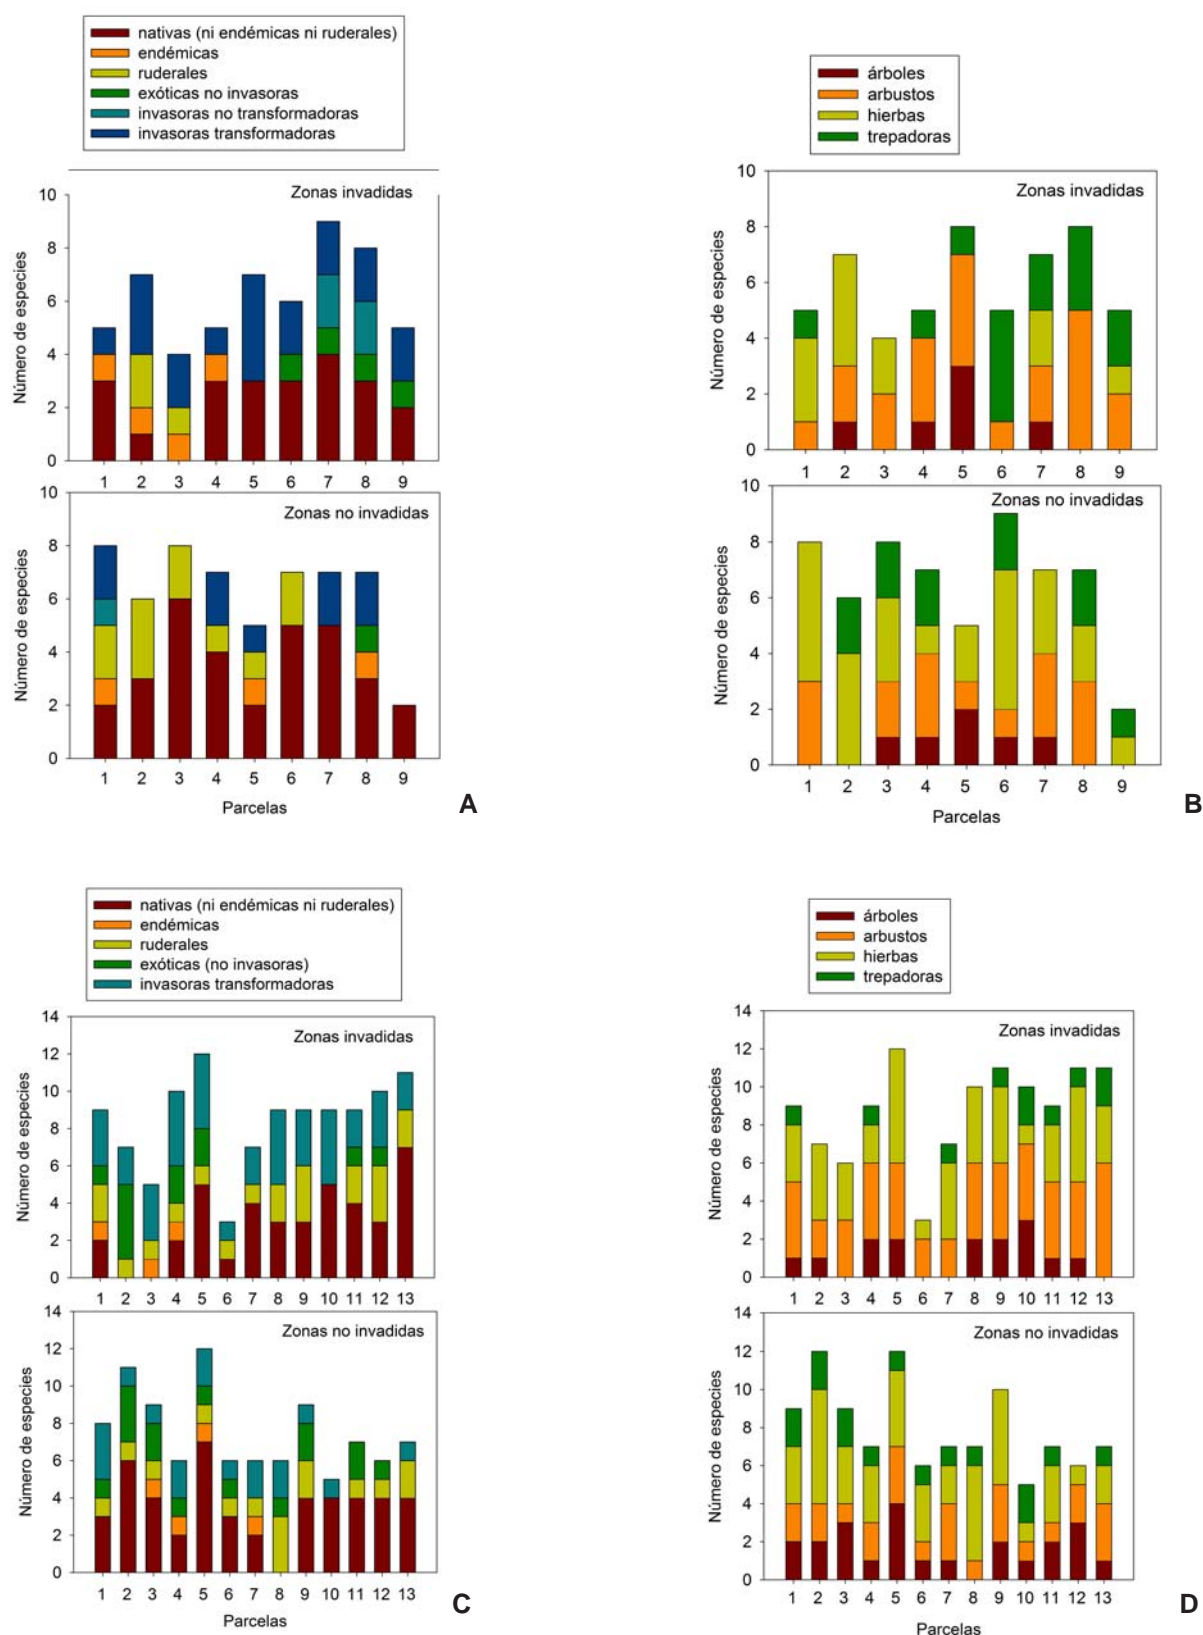 nativas (ni endémicas ni ruderales)
endémicas
ruderales
exóticas no invasoras
invasoras no transformadoras
invasoras transformadoras
Zonas invadidas
Número de especies
10
8
6
4
2
0
1 2 3 4 5 6 7 8 9
Zonas no invadidas
Número de especies
10
8
6
4
2
0
1 2 3 4 5 6 7 8 9
Parcelas
A
árboles
arbustos
hierbas
trepadoras
Zonas invadidas
Número de especies
10
8
6
4
2
0
1 2 3 4 5 6 7 8 9
Zonas no invadidas
Número de especies
10
8
6
4
2
0
1 2 3 4 5 6 7 8 9
Parcelas
B
nativas (ni endémicas ni ruderales)
endémicas
ruderales
exóticas (no invasoras)
invasoras transformadoras
Zonas invadidas
Número de especies
14
12
10
8
6
4
2
0
1 2 3 4 5 6 7 8 9 10 11 12 13
Zonas no invadidas
Número de especies
14
12
10
8
6
4
2
0
1 2 3 4 5 6 7 8 9 10 11 12 13
Parcelas
C
árboles
arbustos
hierbas
trepadoras
Zonas invadidas
Número de especies
14
12
10
8
6
4
2
0
1 2 3 4 5 6 7 8 9 10 11 12 13
Zonas no invadidas
Número de especies
14
12
10
8
6
4
2
0
1 2 3 4 5 6 7 8 9 10 11 12 13
Parcelas
D